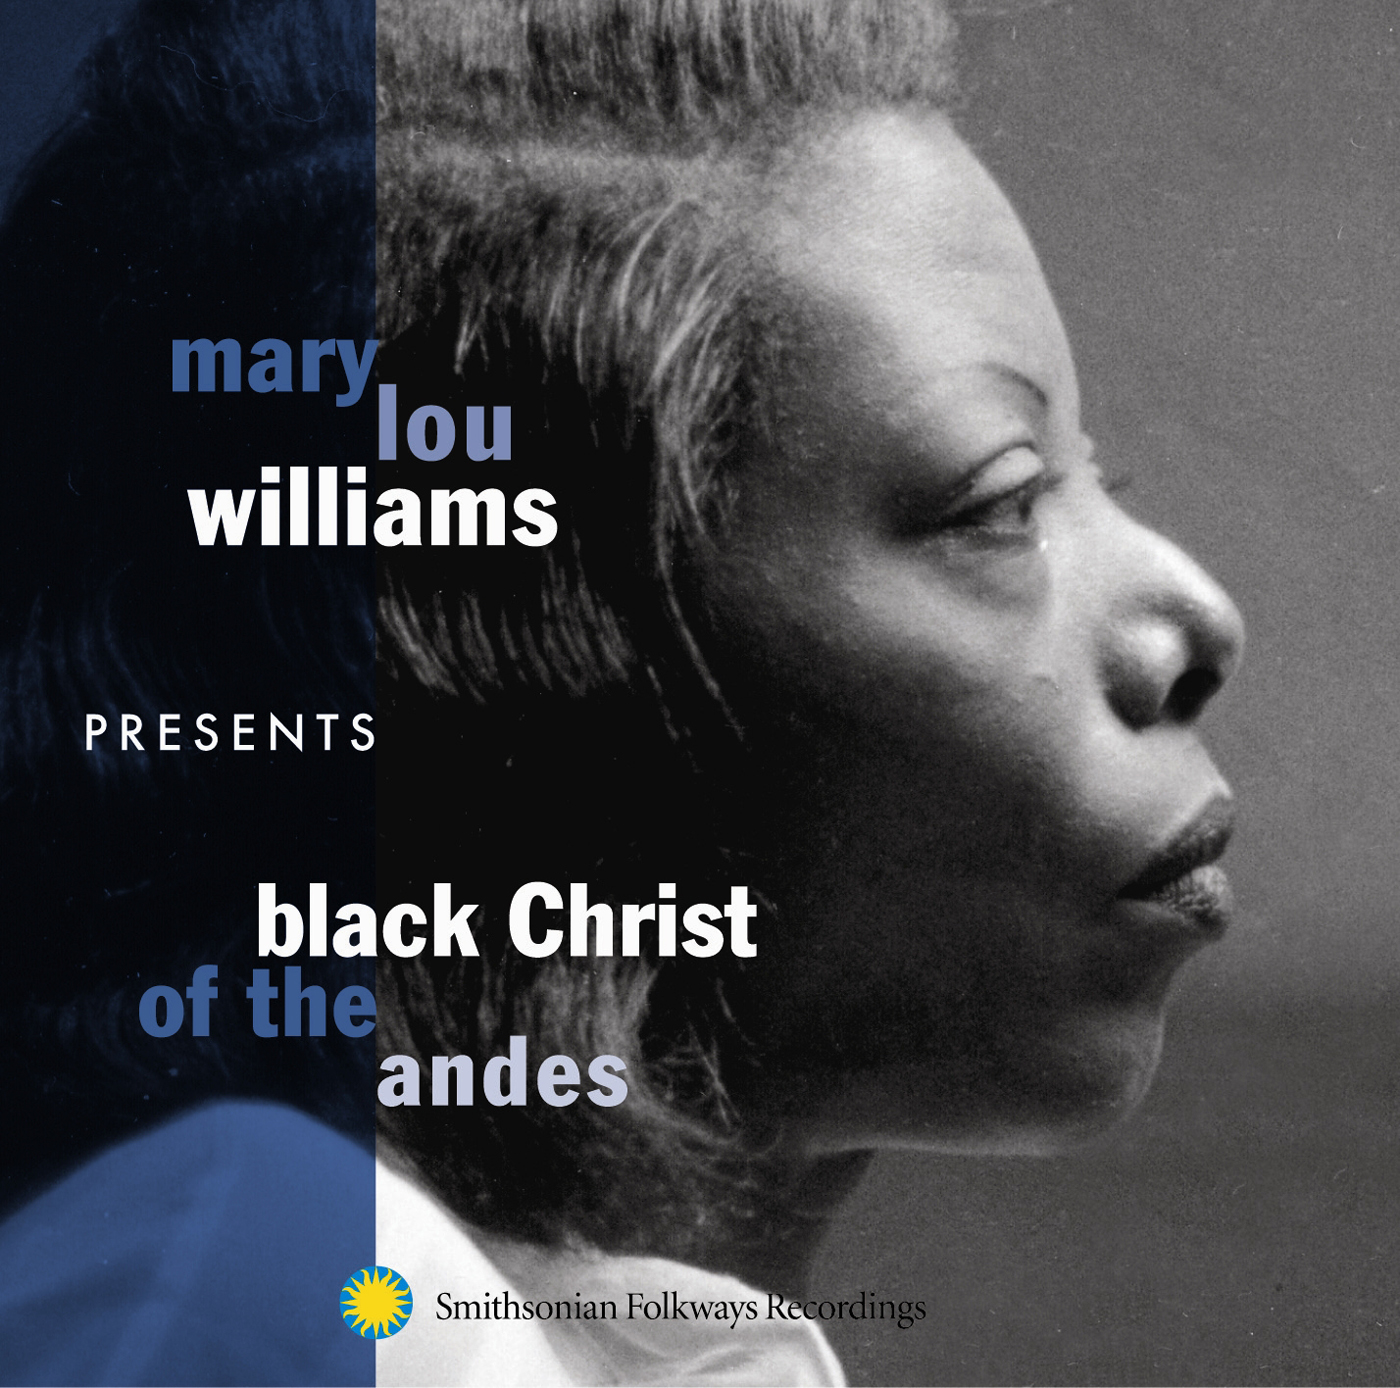 mary
lou
williams
PRESENTS
black Christ
of the
andes
Smithsonian Folkways Recordings